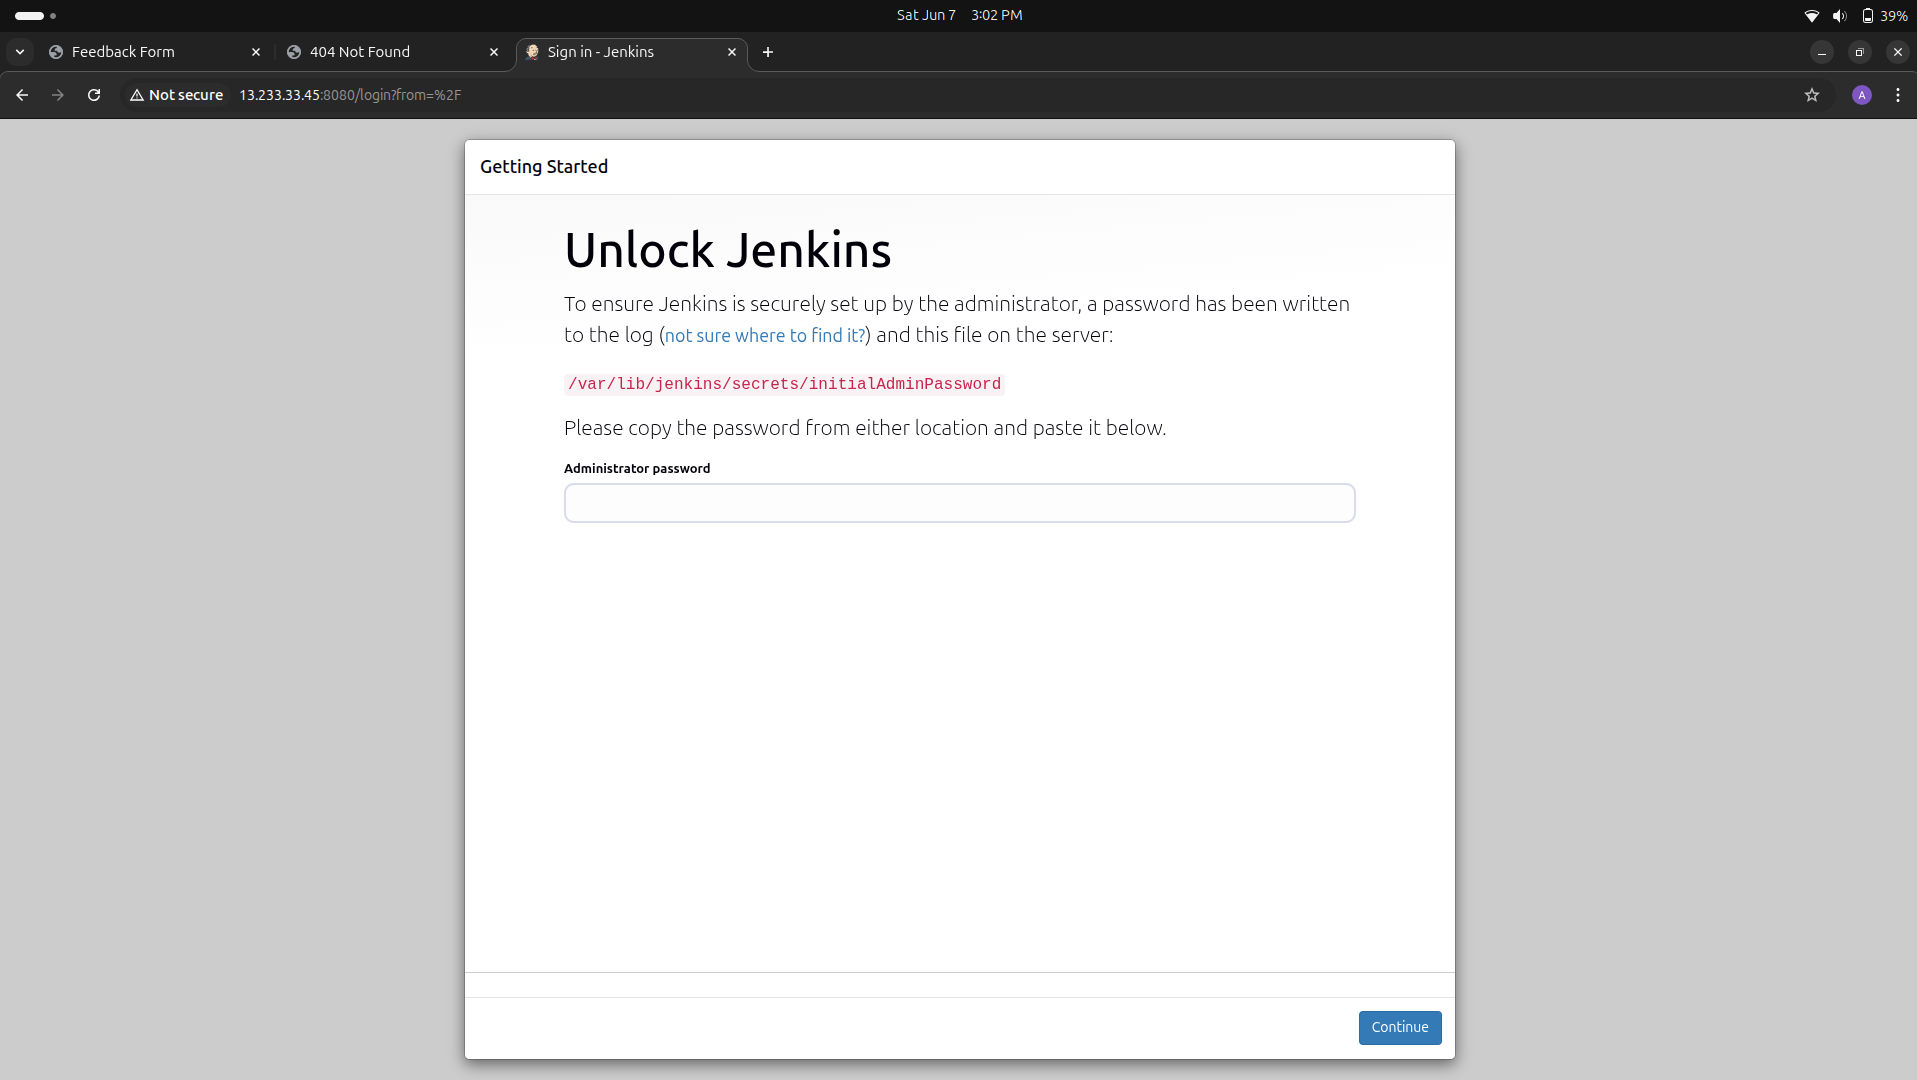 Sat Jun 7 3:02 PM
39%
Feedback Form
404 Not Found
Sign in - Jenkins
Not secure 13.233.33.45:8080/login?from=%2F
A
Getting Started
Unlock Jenkins
To ensure Jenkins is securely set up by the administrator, a password has been written
to the log (not sure where to find it?) and this file on the server:
/var/lib/jenkins/secrets/initialAdminPassword
Please copy the password from either location and paste it below.
Administrator password
Continue